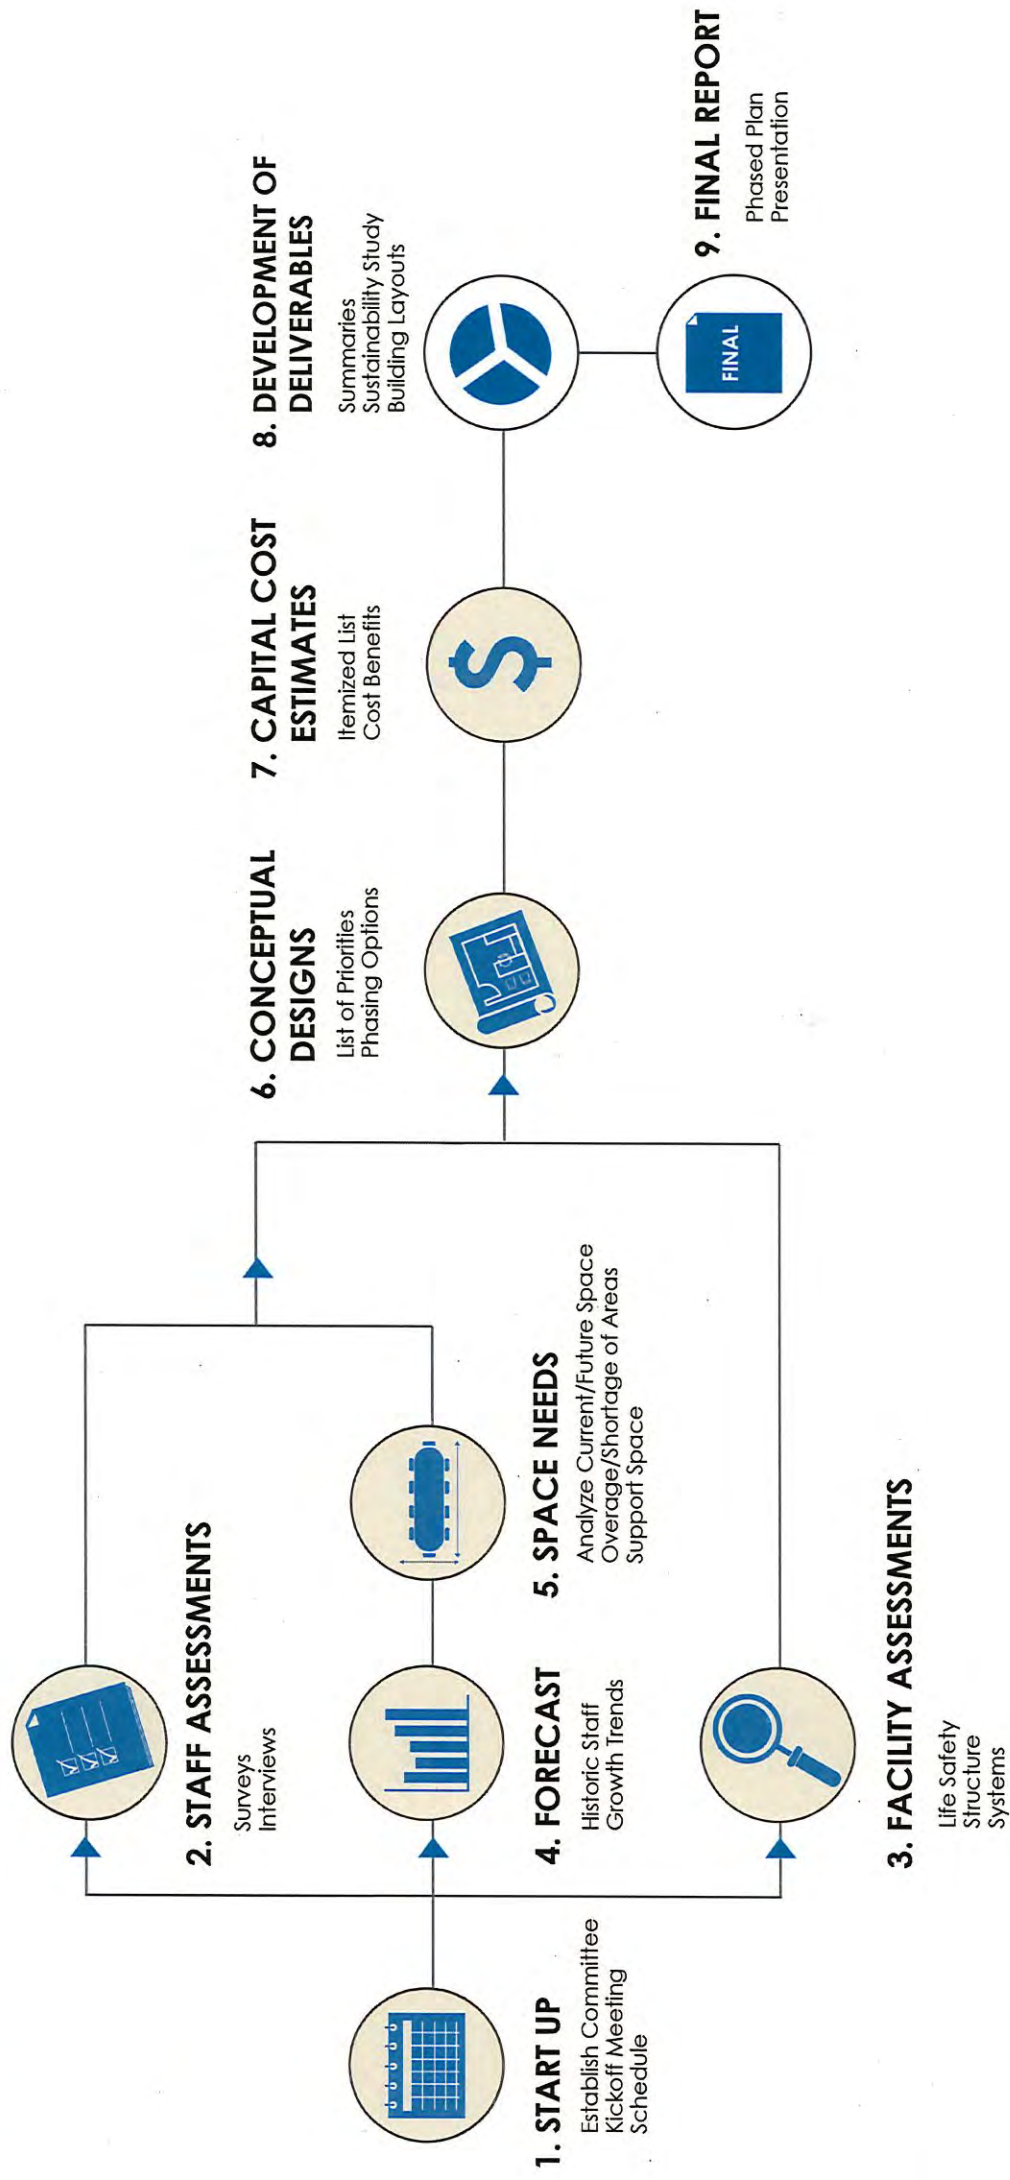 1. START UP
Establish Committee
Kickoff Meeting
Schedule
2. STAFF ASSESSMENTS
Surveys
Interviews
3. FACILITY ASSESSMENTS
Life Safety
Structure
Systems
4. FORECAST
Historic Staff
Growth Trends
5. SPACE NEEDS
Analyze Current/Future Space
Overage/Shortage of Areas
Support Space
6. CONCEPTUAL
DESIGNS
List of Priorities
Phasing Options
7. CAPITAL COST
ESTIMATES
Itemized List
Cost Benefits
$
8. DEVELOPMENT OF
DELIVERABLES
Summaries
Sustainability Study
Building Layouts
9. FINAL REPORT
Phased Plan
Presentation
FINAL